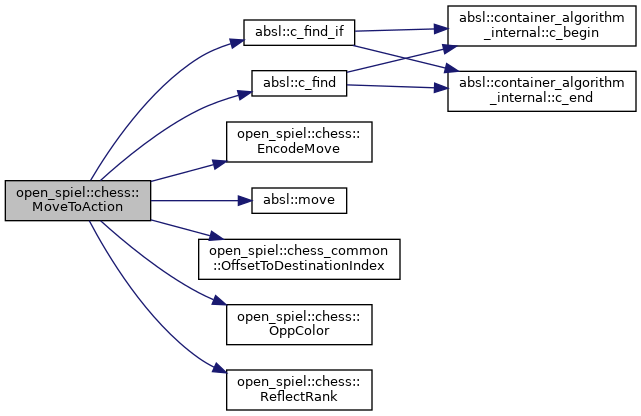 open_spiel::chess::
MoveToAction
absl::c_find_if
absl::c_find
open_spiel::chess::
EncodeMove
absl::move
open_spiel::chess_common
::OffsetToDestinationIndex
open_spiel::chess::
OppColor
open_spiel::chess::
ReflectRank
absl::container_algorithm
_internal::c_begin
absl::container_algorithm
_internal::c_end